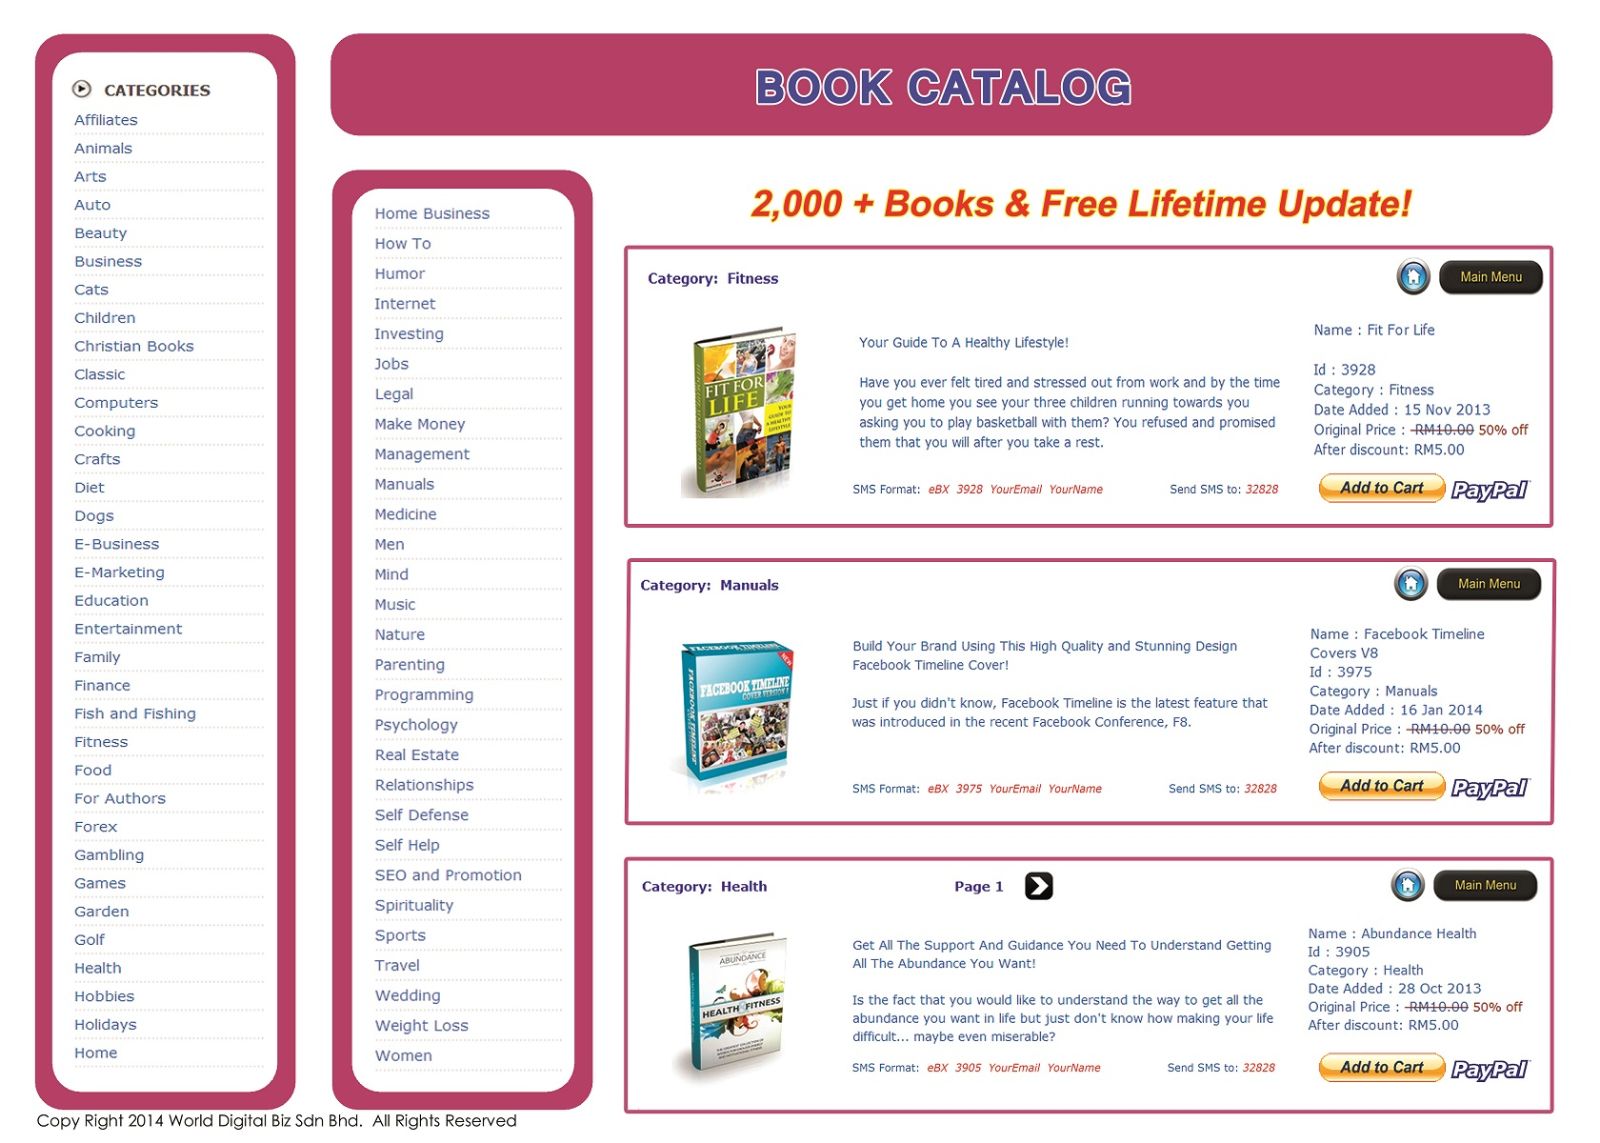 CATEGORIES
Affiliates
Animals
Arts
Auto
Beauty
Business
Cats
Children
Christian Books
Classic
Computers
Cooking
Crafts
Diet
Dogs
E-Business
E-Marketing
Education
Entertainment
Family
Finance
Fish and Fishing
Fitness
Food
For Authors
Forex
Gambling
Games
Garden
Golf
Health
Hobbies
Holidays
Home
BOOK CATALOG
Home Business
How To
Humor
Internet
Investing
Jobs
Legal
Make Money
Management
Manuals
Medicine
Men
Mind
Music
Nature
Parenting
Programming
Psychology
Real Estate
Relationships
Self Defense
Self Help
SEO and Promotion
Spirituality
Sports
Travel
Wedding
Weight Loss
Women
2,000 + Books & Free Lifetime Update!
Category: Fitness
Main Menu
FIT FOR
LIFE
YOUR
GUIDE TO
A HEALTHY
LIFESTYLE
Your Guide To A Healthy Lifestyle!
Have you ever felt tired and stressed out from work and by the time
you get home you see your three children running towards you
asking you to play basketball with them? You refused and promised
them that you will after you take a rest.
SMS Format: eBX 3928 YourEmail YourName Send SMS to: 32828
Name : Fit For Life
Id : 3928
Category : Fitness
Date Added : 15 Nov 2013
Original Price : RM10.00 50% off
After discount: RM5.00
Add to Cart PayPal
Category: Manuals
Main Menu
NEW
FACEBOOK TIMELINE
COVER VERSION 8
FACEBOOK TIMELINE
Build Your Brand Using This High Quality and Stunning Design
Facebook Timeline Cover!
Just if you didn't know, Facebook Timeline is the latest feature that
was introduced in the recent Facebook Conference, F8.
SMS Format: eBX 3975 YourEmail YourName Send SMS to: 32828
Name : Facebook Timeline
Covers V8
Id : 3975
Category : Manuals
Date Added : 16 Jan 2014
Original Price : RM10.00 50% off
After discount: RM5.00
Add to Cart PayPal
Category: Health
Page 1
Main Menu
ABUNDANCE
HEALTH FITNESS
Get All The Support And Guidance You Need To Understand Getting
All The Abundance You Want!
Is the fact that you would like to understand the way to get all the
abundance you want in life but just don't know how making your life
difficult... maybe even miserable?
SMS Format: eBX 3905 YourEmail YourName Send SMS to: 32828
Name : Abundance Health
Id : 3905
Category : Health
Date Added : 28 Oct 2013
Original Price : RM10.00 50% off
After discount: RM5.00
Add to Cart PayPal
Copy Right 2014 World Digital Biz Sdn Bhd. All Rights Reserved